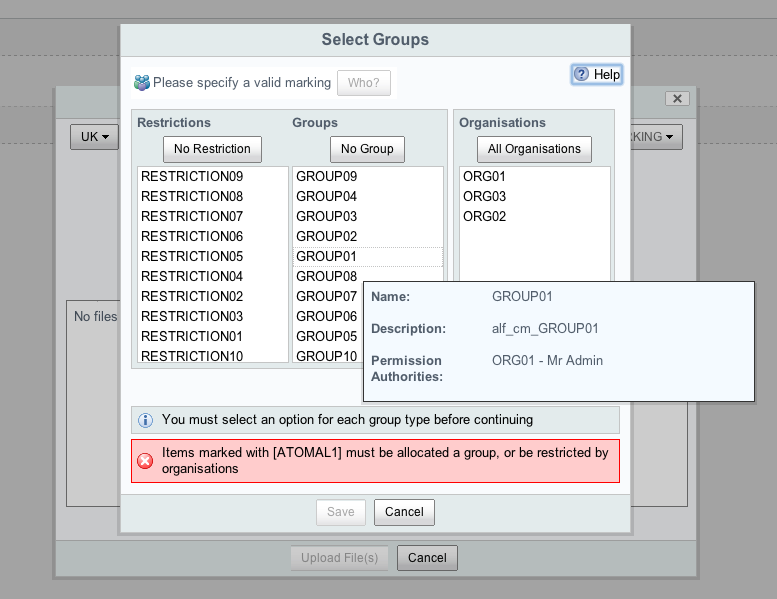 Select Groups
Please specify a valid marking
Who?
Help
UK
KING
Restrictions
Groups
Organisations
No Restriction
No Group
All Organisations
RESTRICTION09
RESTRICTION08
RESTRICTION07
RESTRICTION06
RESTRICTION05
RESTRICTION04
RESTRICTION02
RESTRICTION03
RESTRICTION01
RESTRICTION10
GROUP09
GROUP04
GROUP03
GROUP02
GROUP01
GROUP08
GROUP07
GROUP06
GROUP05
GROUP10
ORG01
ORG03
ORG02
Name: GROUP01
Description: alf_cm_GROUP01
Permission ORG01 - Mr Admin
Authorities:
No files
You must select an option for each group type before continuing
Items marked with [ATOMAL1] must be allocated a group, or be restricted by
organisations
Save
Cancel
Upload File(s)
Cancel